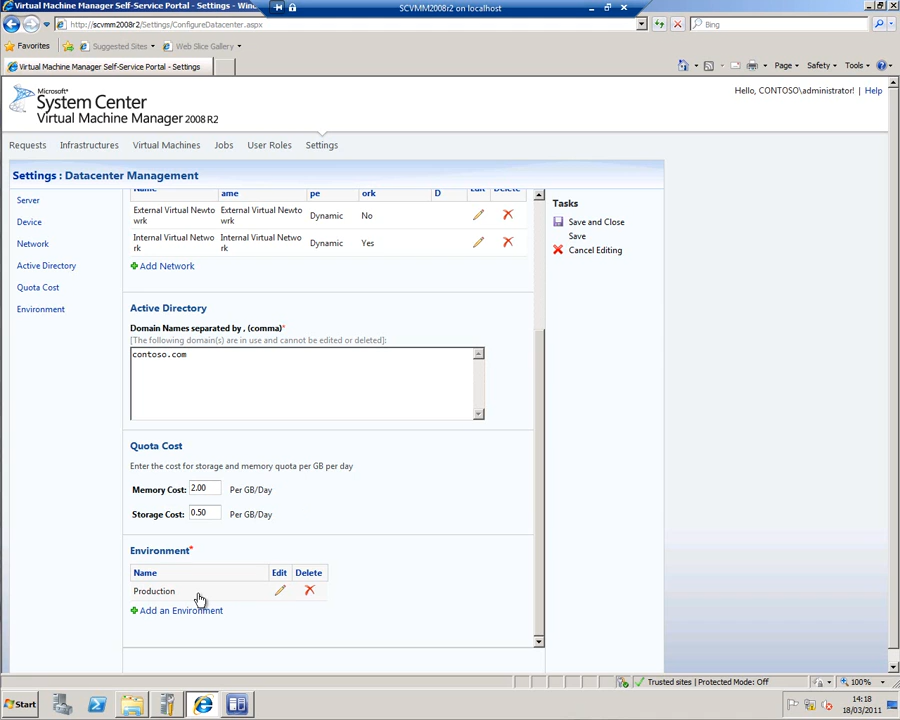 Virtual Machine Manager Self-Service Portal - Settings - Wind
SCVMM2008r2 on localhost
http://scvmm2008r2/Settings/ConfigureDatacenter.aspx
Bing
Favorites
Suggested Sites
Web Slice Gallery
Virtual Machine Manager Self-Service Portal - Settings
Page
Safety
Tools
Microsoft
System Center
Virtual Machine Manager 2008 R2
Hello, CONTOSO\administrator! | Help
Requests
Infrastructures
Virtual Machines
Jobs
User Roles
Settings
Settings : Datacenter Management
Server
Device
Network
Active Directory
Quota Cost
Environment
Name
ame
pe
ork
D
Edit
Delete
External Virtual Newto
wrk
External Virtual Newto
wrk
Dynamic
No
Internal Virtual Netwo
rk
Internal Virtual Netwo
rk
Dynamic
Yes
Add Network
Tasks
Save and Close
Save
Cancel Editing
Active Directory
Domain Names separated by , (comma)*
[The following domain(s) are in use and cannot be edited or deleted]:
contoso.com
Quota Cost
Enter the cost for storage and memory quota per GB per day
Memory Cost: 2.00 Per GB/Day
Storage Cost: 0.50 Per GB/Day
Environment*
Name Edit Delete
Production
Add an Environment
Trusted sites | Protected Mode: Off
100%
Start
14:18
18/03/2011